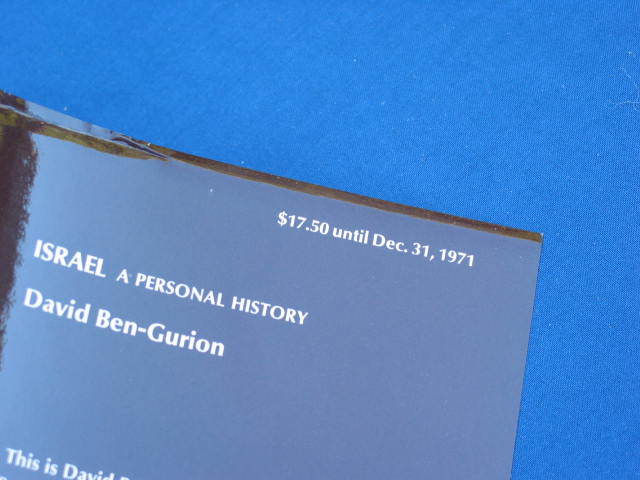 $17.50 until Dec. 31, 1971
ISRAEL A PERSONAL HISTORY
David Ben-Gurion
This is David